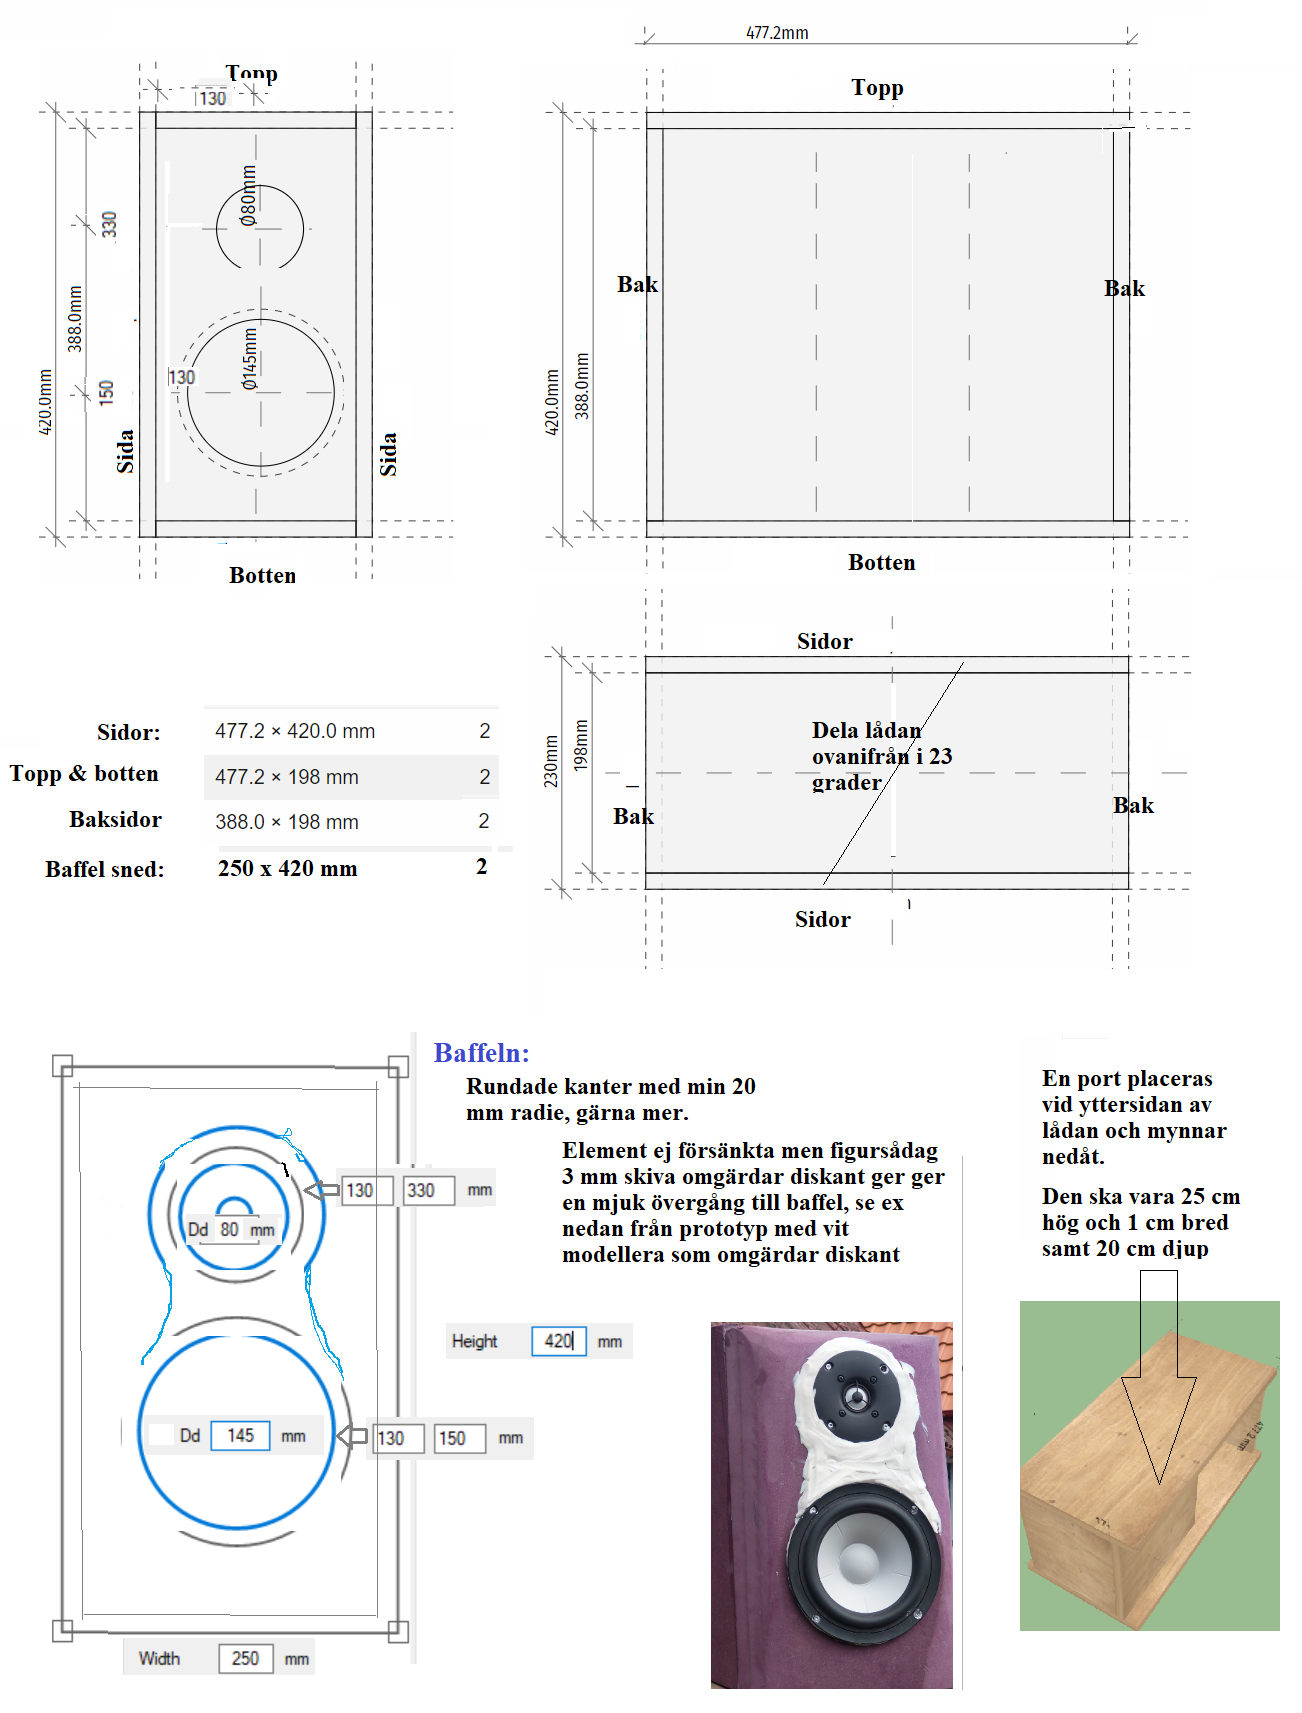 477.2mm
Topp
130
Topp
Ø80mm
330
388.0mm
420.0mm
150
130
Ø145mm
Sida
Sida
Botten
Bak
Bak
420.0mm
388.0mm
Botten
Sidor
Dela lådan
ovanifrån i 23
grader
230mm
198mm
Bak
Bak
Sidor
Sidor: 477.2 × 420.0 mm 2
Topp & botten 477.2 × 198 mm 2
Baksidor 388.0 × 198 mm 2
Baffel sned: 250 x 420 mm 2
Baffeln:
Rundade kanter med min 20
mm radie, gärna mer.
Element ej försänkta men figursådag
3 mm skiva omgärdar diskant ger ger
en mjuk övergång till baffel, se ex
nedan från prototyp med vit
modellera som omgärdar diskant
130 330 mm
Dd 80 mm
Height 420 mm
Dd 145 mm
130 150 mm
Width 250 mm
En port placeras
vid yttersidan av
lådan och mynnar
nedåt.
Den ska vara 25 cm
hög och 1 cm bred
samt 20 cm djup
477.2 mm